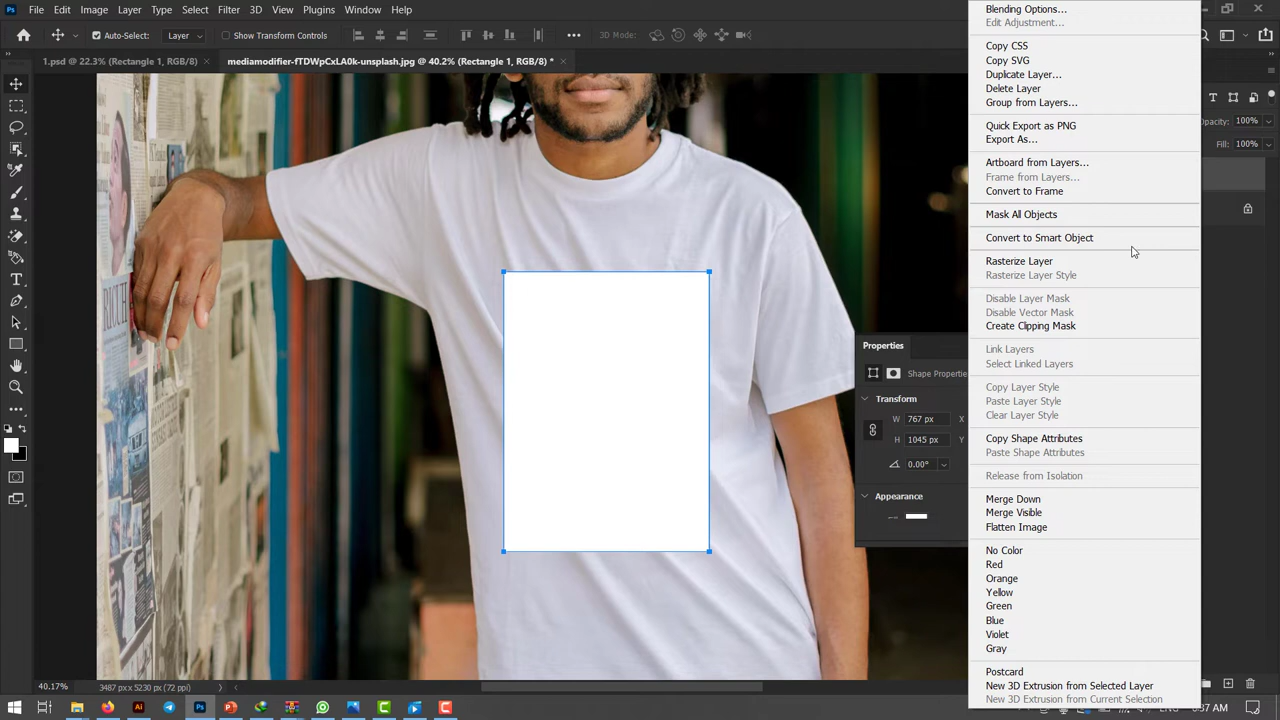 File Edit Image Layer Type Select Filter 3D View Plugins Window Help
Auto-Select: Layer Show Transform Controls 3D Mode:
1.psd @ 22.3% (Rectangle 1, RGB/8) × mediamodifier-fTDWpCxLA0k-unsplash.jpg @ 40.2% (Rectangle 1, RGB/8) * ×
Blending Options...
Edit Adjustment...
Copy CSS
Copy SVG
Duplicate Layer...
Delete Layer
Group from Layers...
Quick Export as PNG
Export As...
Artboard from Layers...
Frame from Layers...
Convert to Frame
Mask All Objects
Convert to Smart Object
Rasterize Layer
Rasterize Layer Style
Disable Layer Mask
Disable Vector Mask
Create Clipping Mask
Link Layers
Select Linked Layers
Copy Layer Style
Paste Layer Style
Clear Layer Style
Copy Shape Attributes
Paste Shape Attributes
Release from Isolation
Merge Down
Merge Visible
Flatten Image
No Color
Red
Orange
Yellow
Green
Blue
Violet
Gray
Postcard
New 3D Extrusion from Selected Layer
New 3D Extrusion from Current Selection
Opacity: 100%
Fill: 100%
Properties
Shape Propertie
Transform
W 767 px X
H 1045 px Y
0.00°
Appearance
RICH
40.17% 3487 px x 5230 px (72 ppi)
ENG